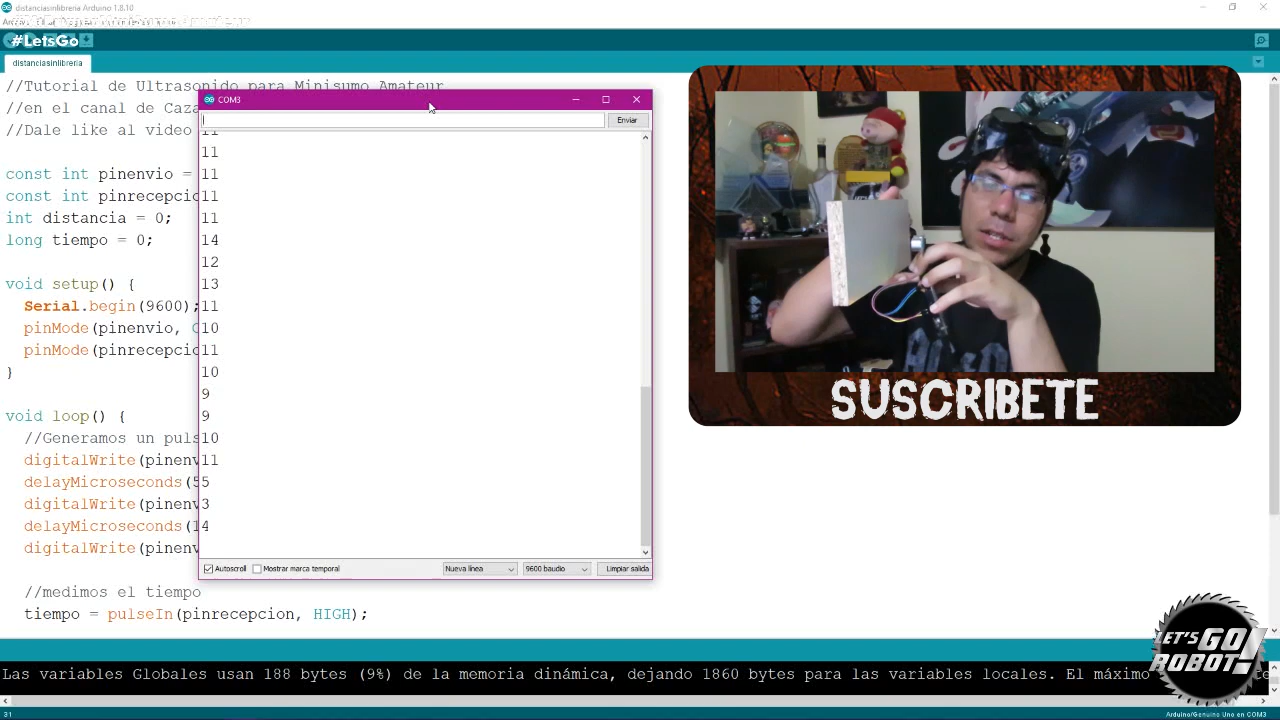 distanciasinlibreria Arduino 1.8.10
#LetsGo
distanciasinlibreria
//Tutorial de Ultrasonido para Minisumo Amateur
//en el canal de Caza
//Dale like al video
const int pinenvio =
const int pinrecepcio
int distancia = 0;
long tiempo = 0;
void setup() {
Serial.begin(9600);
pinMode(pinenvio,
pinMode(pinrecepcio
}
void loop() {
//Generamos un puls
digitalWrite(pinenv
delayMicroseconds(5
digitalWrite(pinenv
delayMicroseconds(1
digitalWrite(pinenv
//medimos el tiempo
tiempo = pulseIn(pinrecepcion, HIGH);
COM3
Enviar
11
11
11
11
11
14
12
13
11
10
11
10
9
9
10
11
5
3
4
Autoscroll
Mostrar marca temporal
Nueva línea
9600 baudio
Limpiar salida
SUSCRIBETE
LET'S GO
ROBOT!
Las variables Globales usan 188 bytes (9%) de la memoria dinámica, dejando 1860 bytes para las variables locales. El máximo
31
Arduino/Genuino Uno en COM3